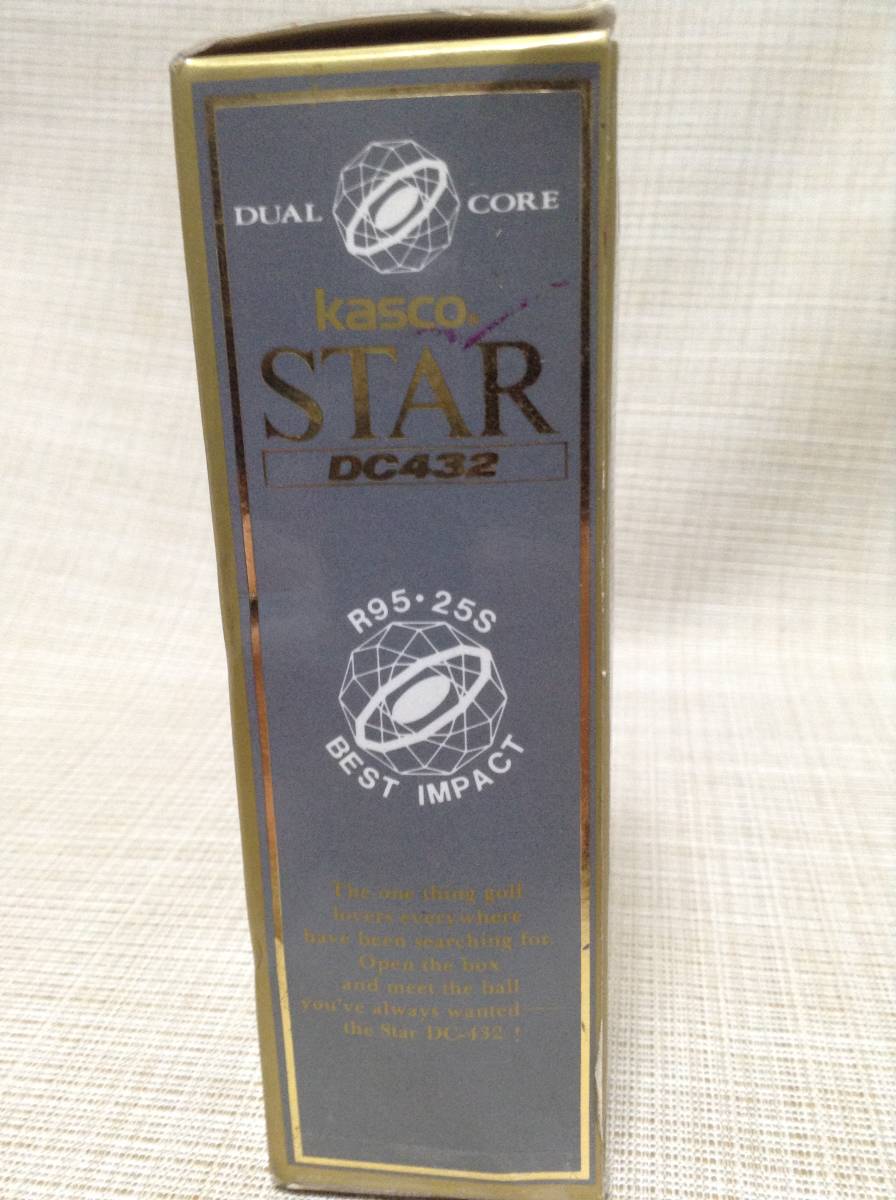 DUAL CORE
kasco®
STAR
DC432
R95·25S
BEST IMPACT
The one thing golf
lovers everywhere
have been searching for.
Open the box
and meet the ball
you've always wanted—
the Star DC-432 !